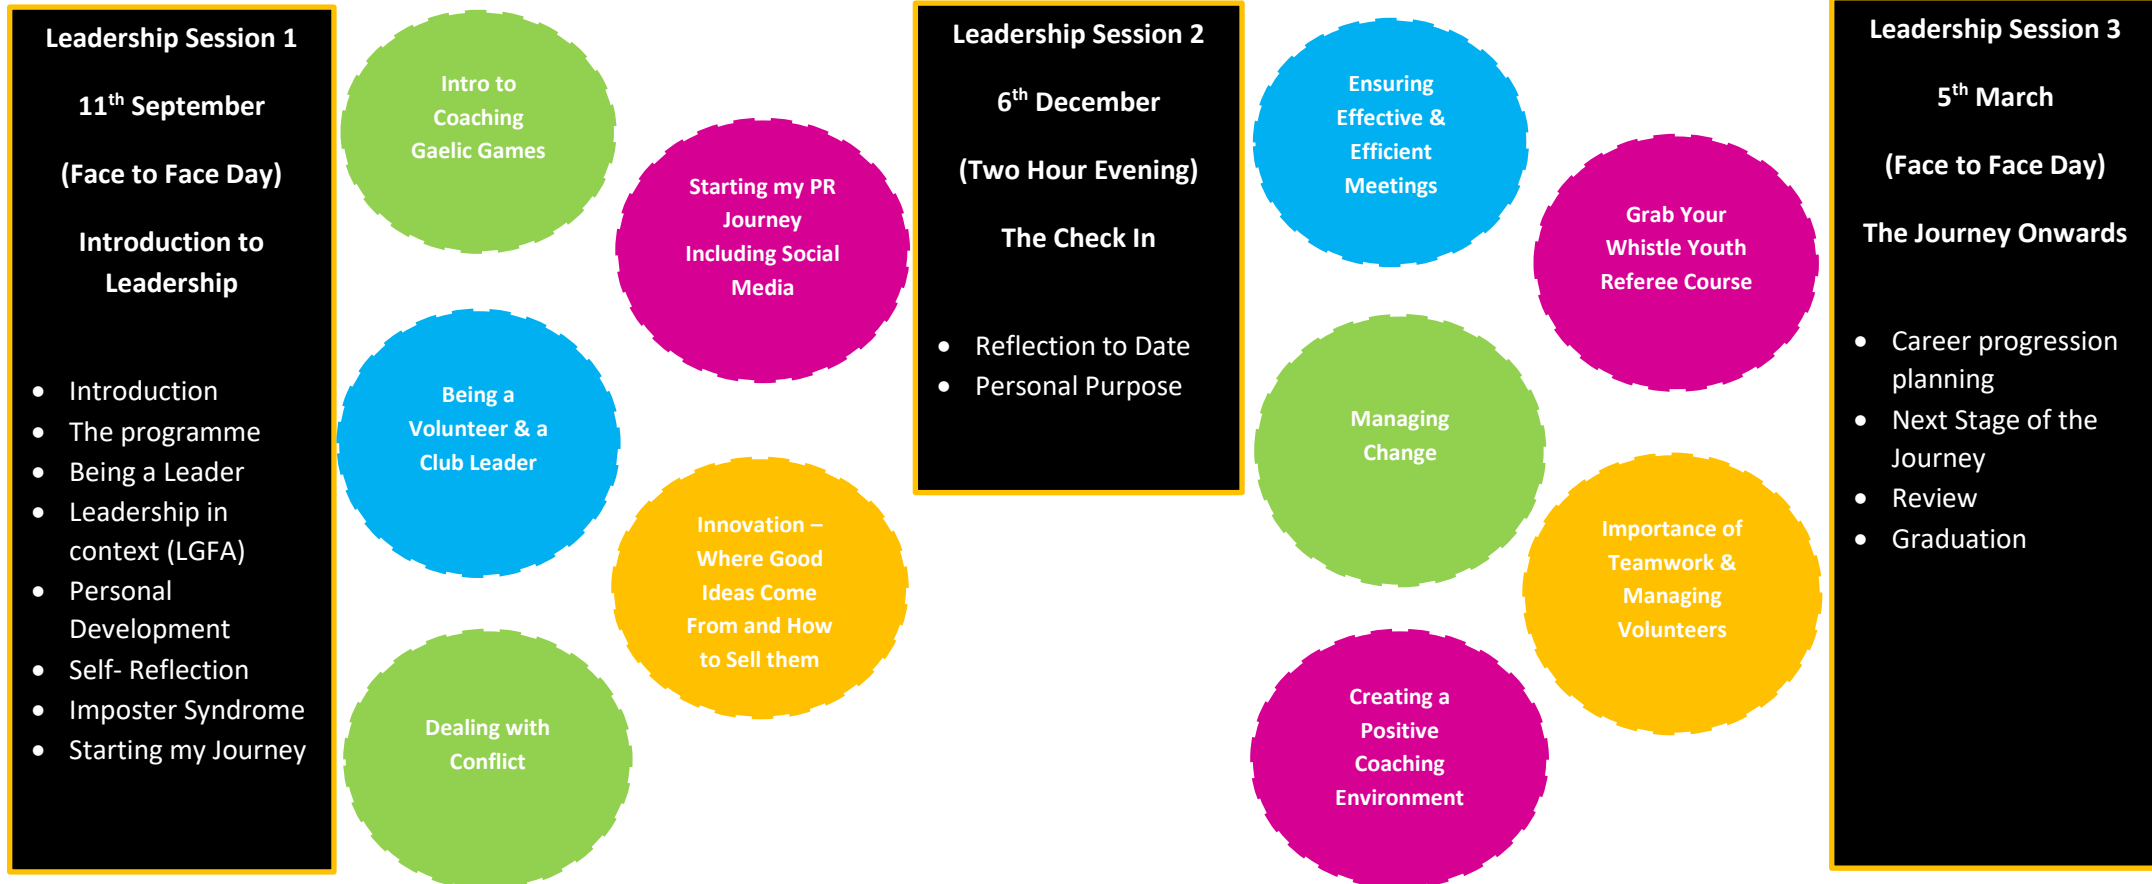 Leadership Session 1
11th September
(Face to Face Day)
Introduction to
Leadership
• Introduction
• The programme
• Being a Leader
• Leadership in
context (LGFA)
• Personal
Development
• Self- Reflection
• Imposter Syndrome
• Starting my Journey
Intro to
Coaching
Gaelic Games
Starting my PR
Journey
Including Social
Media
Being a
Volunteer & a
Club Leader
Innovation –
Where Good
Ideas Come
From and How
to Sell them
Dealing with
Conflict
Leadership Session 2
6th December
(Two Hour Evening)
The Check In
• Reflection to Date
• Personal Purpose
Ensuring
Effective &
Efficient
Meetings
Grab Your
Whistle Youth
Referee Course
Managing
Change
Importance of
Teamwork &
Managing
Volunteers
Creating a
Positive
Coaching
Environment
Leadership Session 3
5th March
(Face to Face Day)
The Journey Onwards
• Career progression
planning
• Next Stage of the
Journey
• Review
• Graduation